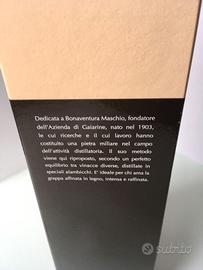 Dedicata a Bonaventura Maschio, fondatore
dell'Azienda di Gaiarine, nato nel 1903,
le cui ricerche e il cui lavoro hanno
costituito una pietra miliare nel campo
dell'attività distillatoria. Il suo metodo
viene qui riproposto, secondo un perfetto
equilibrio tra vinacce diverse, distillate in
speciali alambicchi. E' ideale per chi ama la
grappa affinata in legno, intensa e raffinata.
subito